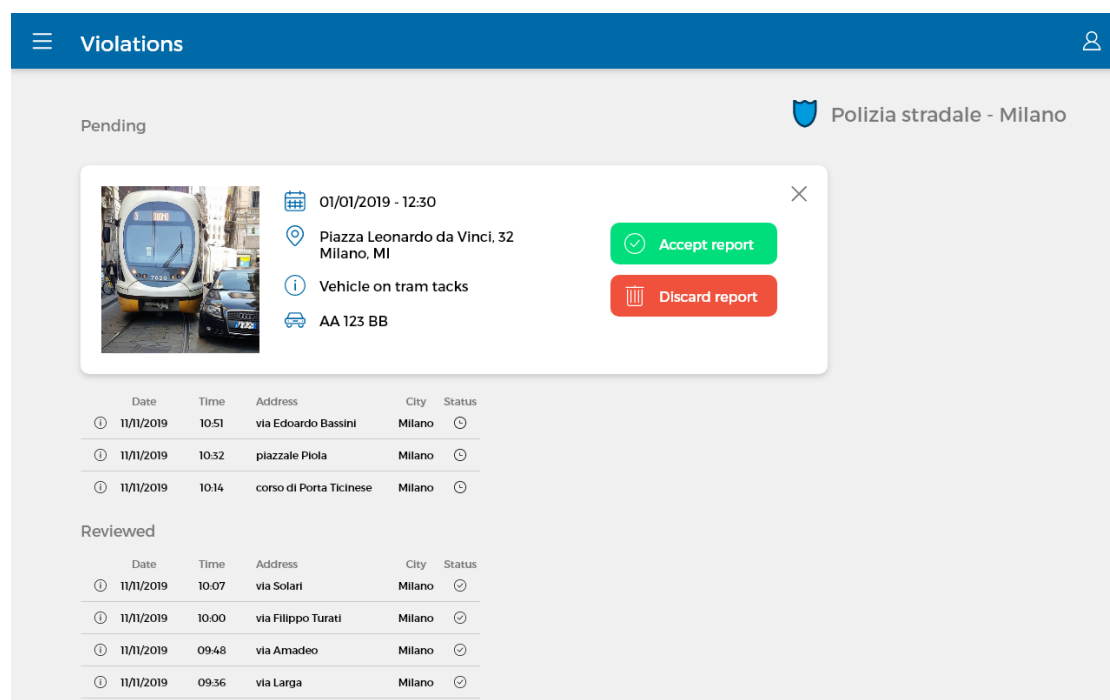 Violations
Polizia stradale - Milano
Pending
3 DUOMO
7020
01/01/2019 - 12:30
Piazza Leonardo da Vinci, 32
Milano, MI
Vehicle on tram tacks
AA 123 BB
Accept report
Discard report
Date Time Address City Status
11/11/2019 10:51 via Edoardo Bassini Milano
11/11/2019 10:32 piazzale Piola Milano
11/11/2019 10:14 corso di Porta Ticinese Milano
Reviewed
Date Time Address City Status
11/11/2019 10:07 via Solari Milano
11/11/2019 10:00 via Filippo Turati Milano
11/11/2019 09:48 via Amadeo Milano
11/11/2019 09:36 via Larga Milano